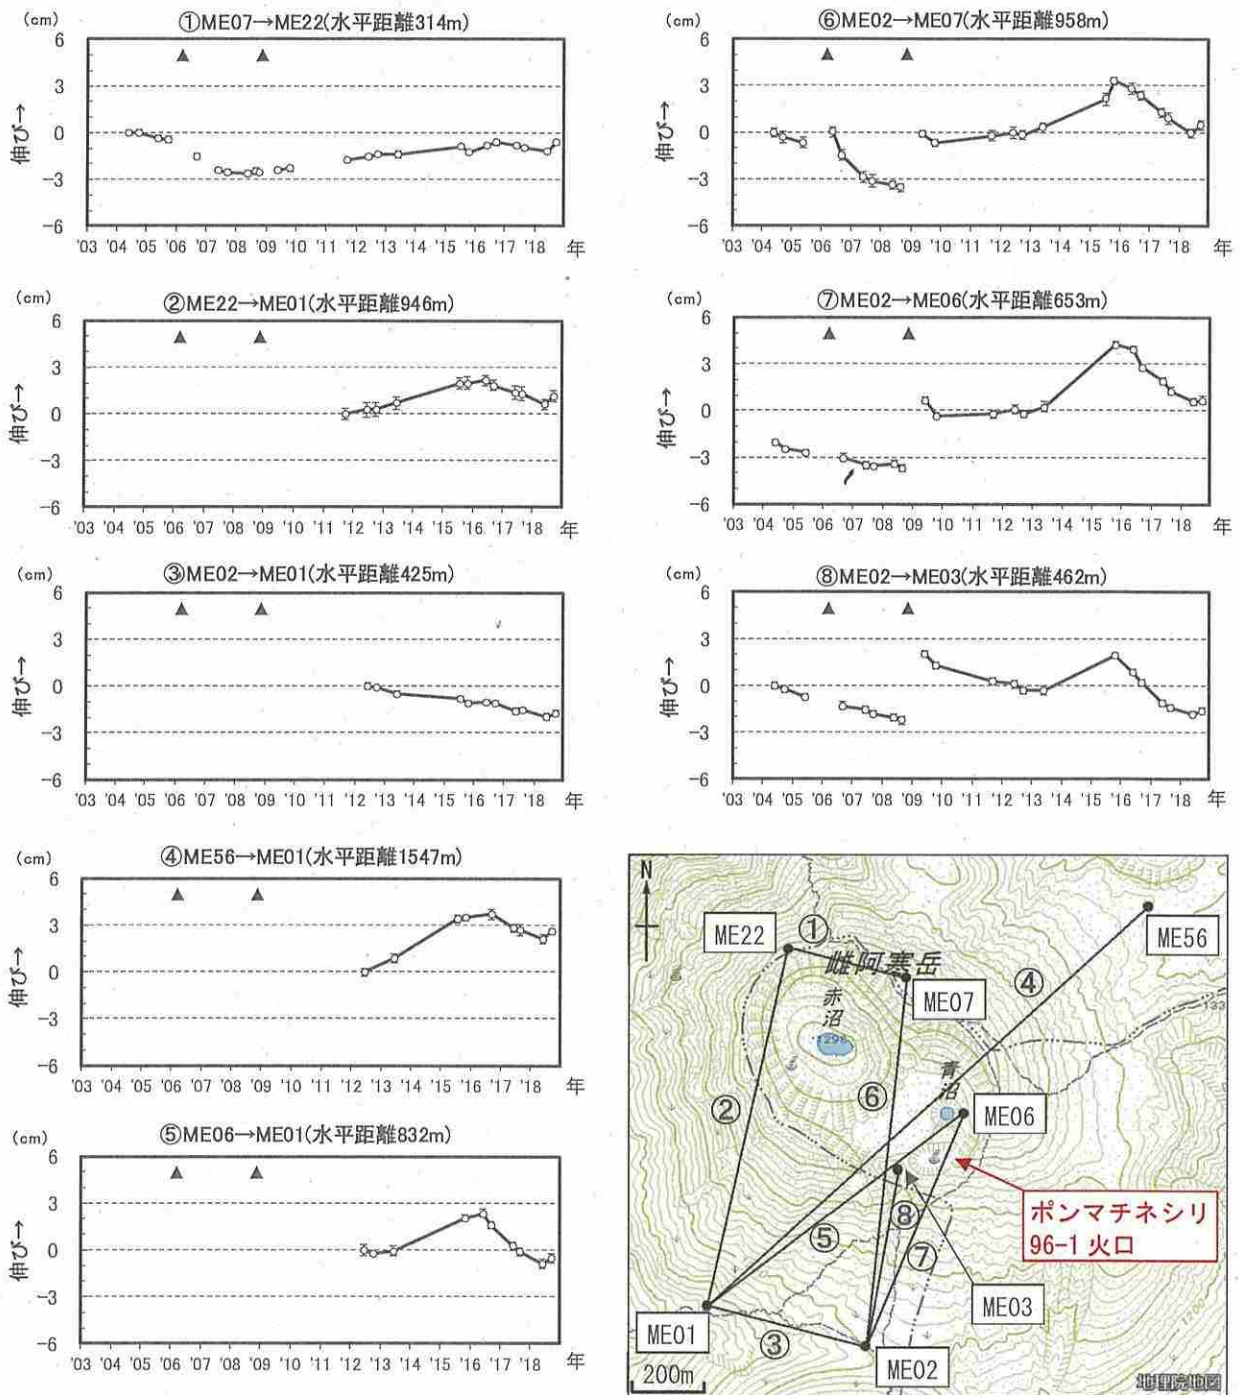 (cm)
①ME07→ME22(水平距離314m)
6
3
0
−3
−6
伸び→
'03 '04 '05 '06 '07 '08 '09 '10 '11 '12 '13 '14 '15 '16 '17 '18 年
(cm)
②ME22→ME01(水平距離946m)
6
3
0
−3
−6
伸び→
'03 '04 '05 '06 '07 '08 '09 '10 '11 '12 '13 '14 '15 '16 '17 '18 年
(cm)
③ME02→ME01(水平距離425m)
6
3
0
−3
−6
伸び→
'03 '04 '05 '06 '07 '08 '09 '10 '11 '12 '13 '14 '15 '16 '17 '18 年
(cm)
④ME56→ME01(水平距離1547m)
6
3
0
−3
−6
伸び→
'03 '04 '05 '06 '07 '08 '09 '10 '11 '12 '13 '14 '15 '16 '17 '18 年
(cm)
⑤ME06→ME01(水平距離832m)
6
3
0
−3
−6
伸び→
'03 '04 '05 '06 '07 '08 '09 '10 '11 '12 '13 '14 '15 '16 '17 '18 年
(cm)
⑥ME02→ME07(水平距離958m)
6
3
0
−3
−6
伸び→
'03 '04 '05 '06 '07 '08 '09 '10 '11 '12 '13 '14 '15 '16 '17 '18 年
(cm)
⑦ME02→ME06(水平距離653m)
6
3
0
−3
−6
伸び→
'03 '04 '05 '06 '07 '08 '09 '10 '11 '12 '13 '14 '15 '16 '17 '18 年
(cm)
⑧ME02→ME03(水平距離462m)
6
3
0
−3
−6
伸び→
'03 '04 '05 '06 '07 '08 '09 '10 '11 '12 '13 '14 '15 '16 '17 '18 年
N
ME22
①
ME56
雌阿寒岳
④
赤沼
ME07
1296
133
青沼
②
⑥
ME06
⑧
ポンマチネシリ
96-1 火口
⑤
⑦
ME03
ME01
③
ME02
1200
200m
地理院地図